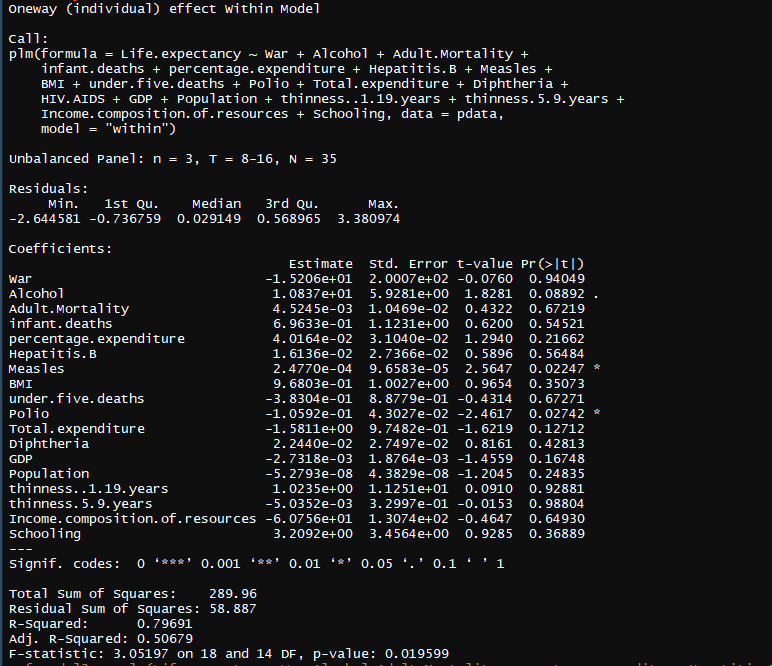 Oneway (individual) effect Within Model
Call:
plm(formula = Life.expectancy ~ War + Alcohol + Adult.Mortality +
infant.deaths + percentage.expenditure + Hepatitis.B + Measles +
BMI + under.five.deaths + Polio + Total.expenditure + Diphtheria +
HIV.AIDS + GDP + Population + thinness..1.19.years + thinness.5.9.years +
Income.composition.of.resources + Schooling, data = pdata,
model = "within")
Unbalanced Panel: n = 3, T = 8-16, N = 35
Residuals:
Min. 1st Qu. Median 3rd Qu. Max.
-2.644581 -0.736759 0.029149 0.568965 3.380974
Coefficients:
Estimate Std. Error t-value Pr(>|t|)
War -1.5206e+01 2.0007e+02 -0.0760 0.94049
Alcohol 1.0837e+01 5.9281e+00 1.8281 0.08892 .
Adult.Mortality 4.5245e-03 1.0469e-02 0.4322 0.67219
infant.deaths 6.9633e-01 1.1231e+00 0.6200 0.54521
percentage.expenditure 4.0164e-02 3.1040e-02 1.2940 0.21662
Hepatitis.B 1.6136e-02 2.7366e-02 0.5896 0.56484
Measles 2.4770e-04 9.6583e-05 2.5647 0.02247 *
BMI 9.6803e-01 1.0027e+00 0.9654 0.35073
under.five.deaths -3.8304e-01 8.8779e-01 -0.4314 0.67271
Polio -1.0592e-01 4.3027e-02 -2.4617 0.02742 *
Total.expenditure -1.5811e+00 9.7482e-01 -1.6219 0.12712
Diphtheria 2.2440e-02 2.7497e-02 0.8161 0.42813
GDP -2.7318e-03 1.8764e-03 -1.4559 0.16748
Population -5.2793e-08 4.3829e-08 -1.2045 0.24835
thinness..1.19.years 1.0235e+00 1.1251e+01 0.0910 0.92881
thinness.5.9.years -5.0352e-03 3.2997e-01 -0.0153 0.98804
Income.composition.of.resources -6.0756e+01 1.3074e+02 -0.4647 0.64930
Schooling 3.2092e+00 3.4564e+00 0.9285 0.36889
---
Signif. codes: 0 ‘***’ 0.001 ‘**’ 0.01 ‘*’ 0.05 ‘.’ 0.1 ‘ ’ 1
Total Sum of Squares: 289.96
Residual Sum of Squares: 58.887
R-Squared: 0.79691
Adj. R-Squared: 0.50679
F-statistic: 3.05197 on 18 and 14 DF, p-value: 0.019599